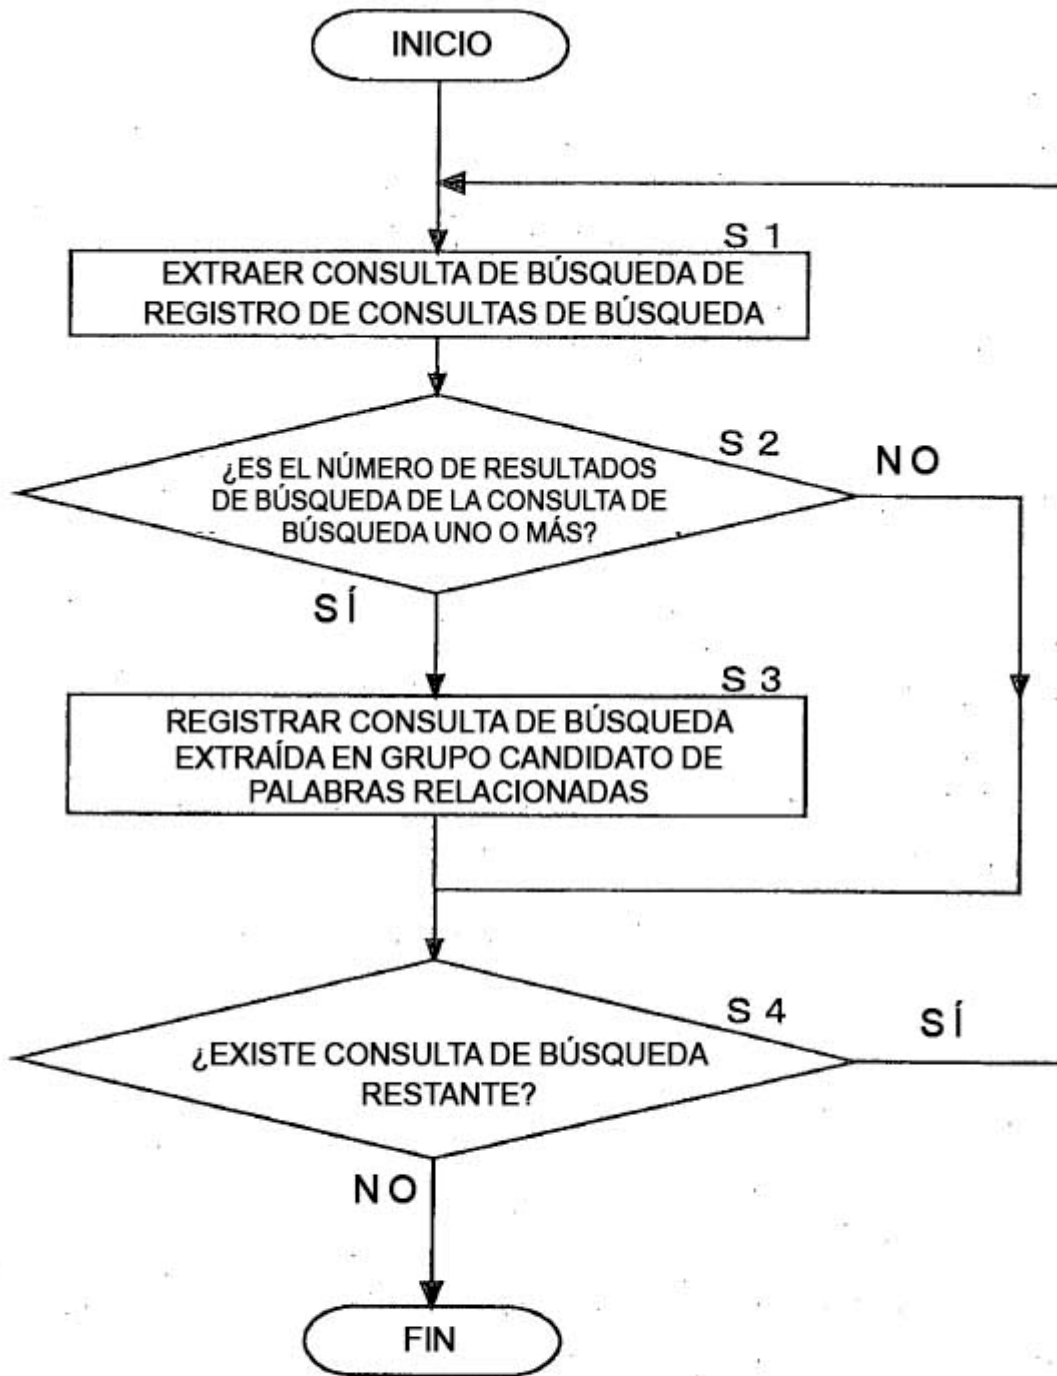 INICIO
S 1
EXTRAER CONSULTA DE BÚSQUEDA DE
REGISTRO DE CONSULTAS DE BÚSQUEDA
S 2
NO
¿ES EL NÚMERO DE RESULTADOS
DE BÚSQUEDA DE LA CONSULTA DE
BÚSQUEDA UNO O MÁS?
SÍ
S 3
REGISTRAR CONSULTA DE BÚSQUEDA
EXTRAÍDA EN GRUPO CANDIDATO DE
PALABRAS RELACIONADAS
S 4
SÍ
¿EXISTE CONSULTA DE BÚSQUEDA
RESTANTE?
NO
FIN